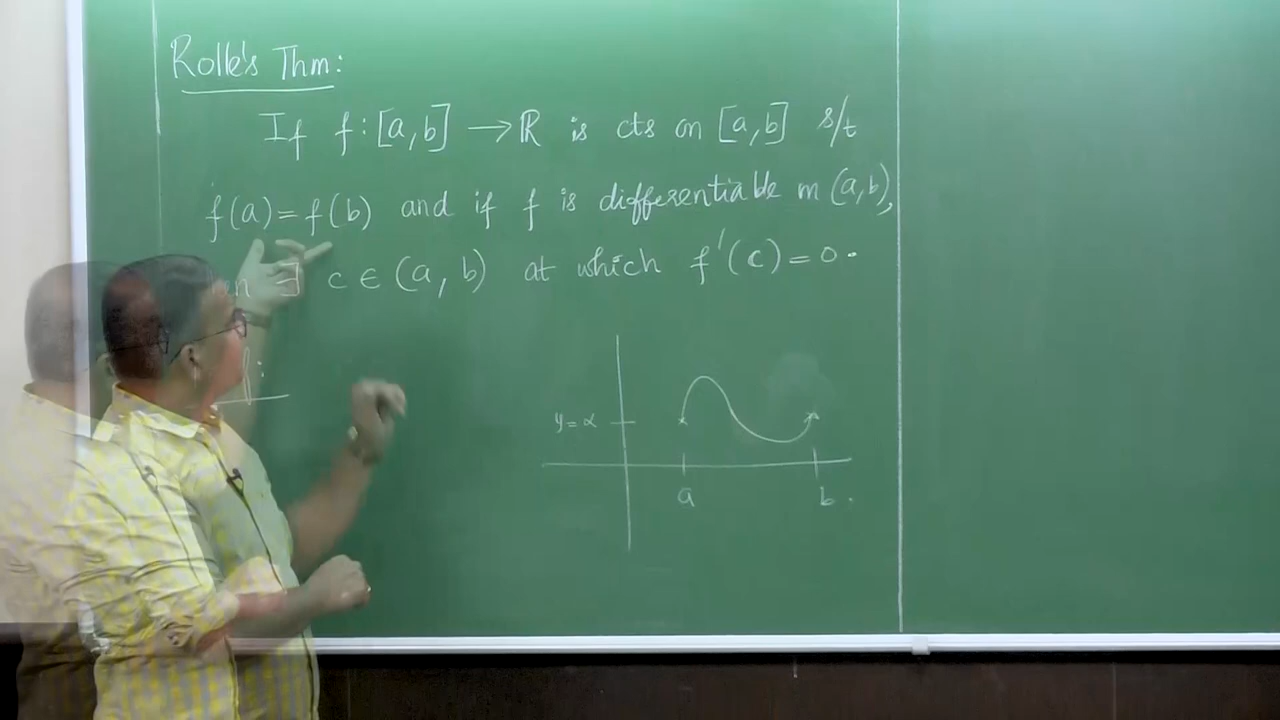 Rolle's Thm:
If f : [a,b] → ℝ is cts on [a,b] s/t
f(a) = f(b) and if f is differentiable in (a,b),
∃ c ∈ (a, b) at which f'(c) = 0.
y = α
a
b.